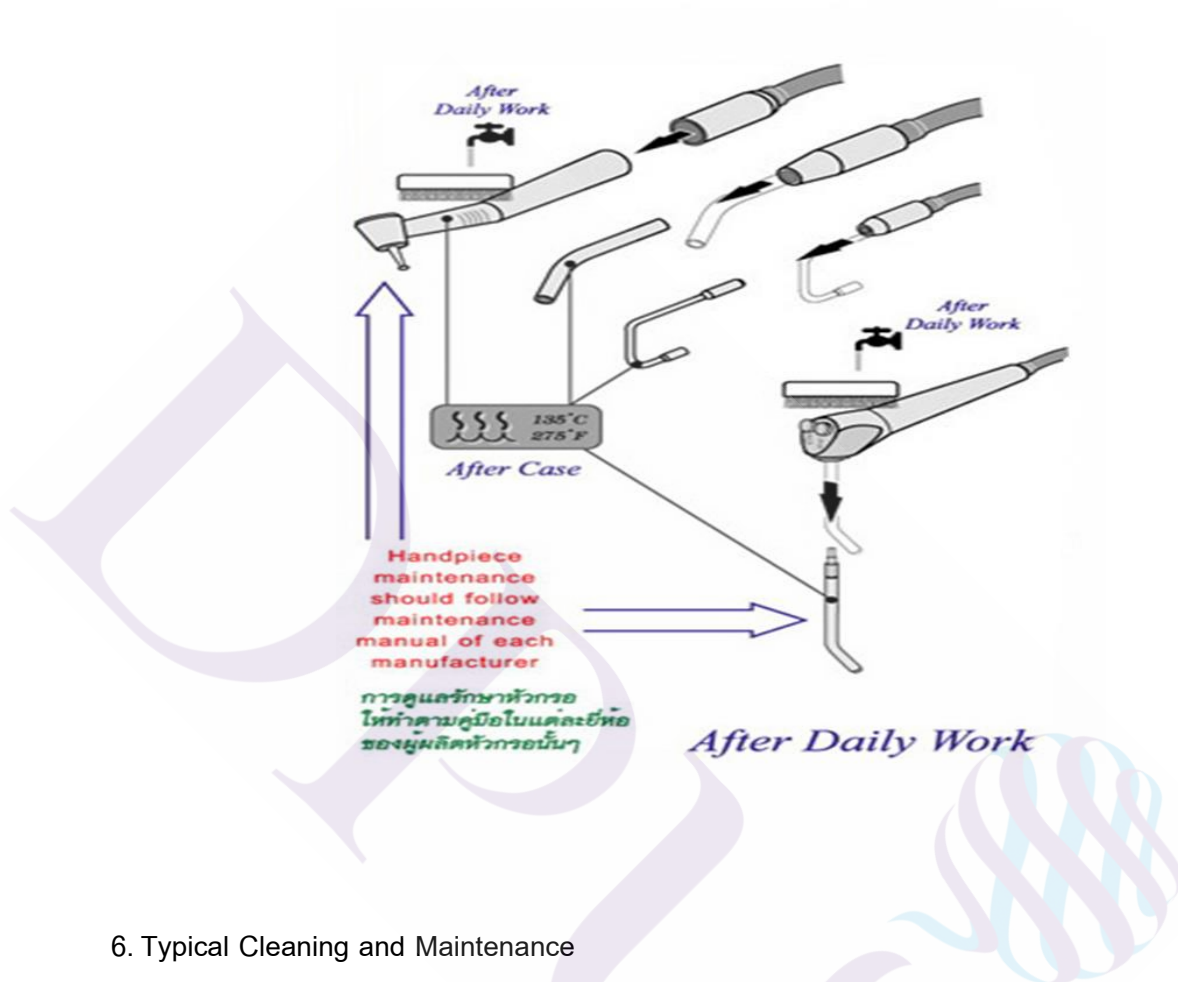 After
Daily Work
After
Daily Work
135°C
275°F
After Case
Handpiece
maintenance
should follow
maintenance
manual of each
manufacturer
การดูแลรักษาหัวกรอ
ให้ทำตามคู่มือในแต่ละยี่ห้อ
ของผู้ผลิตหัวกรอนั้นๆ
After Daily Work
6. Typical Cleaning and Maintenance